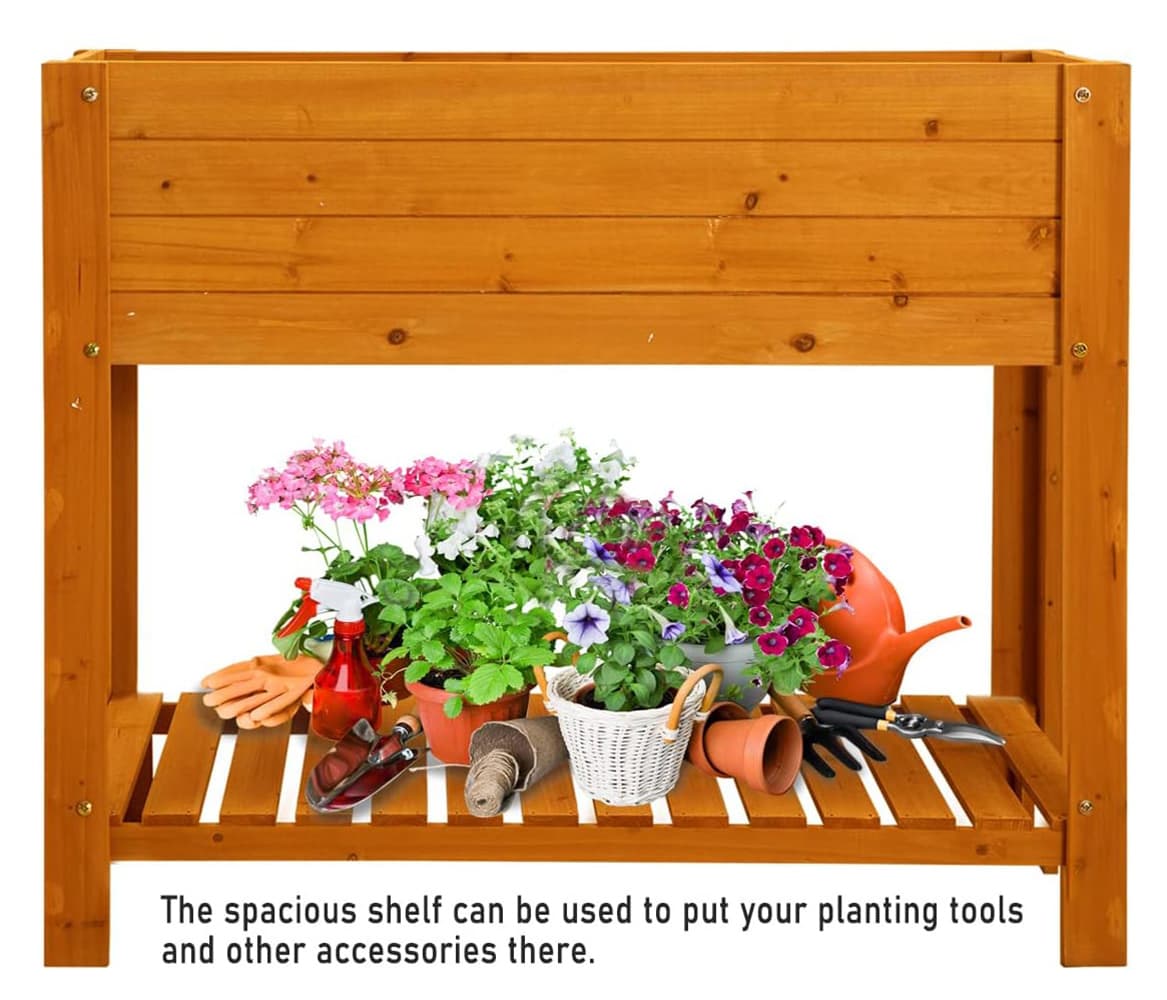 The spacious shelf can be used to put your planting tools
and other accessories there.